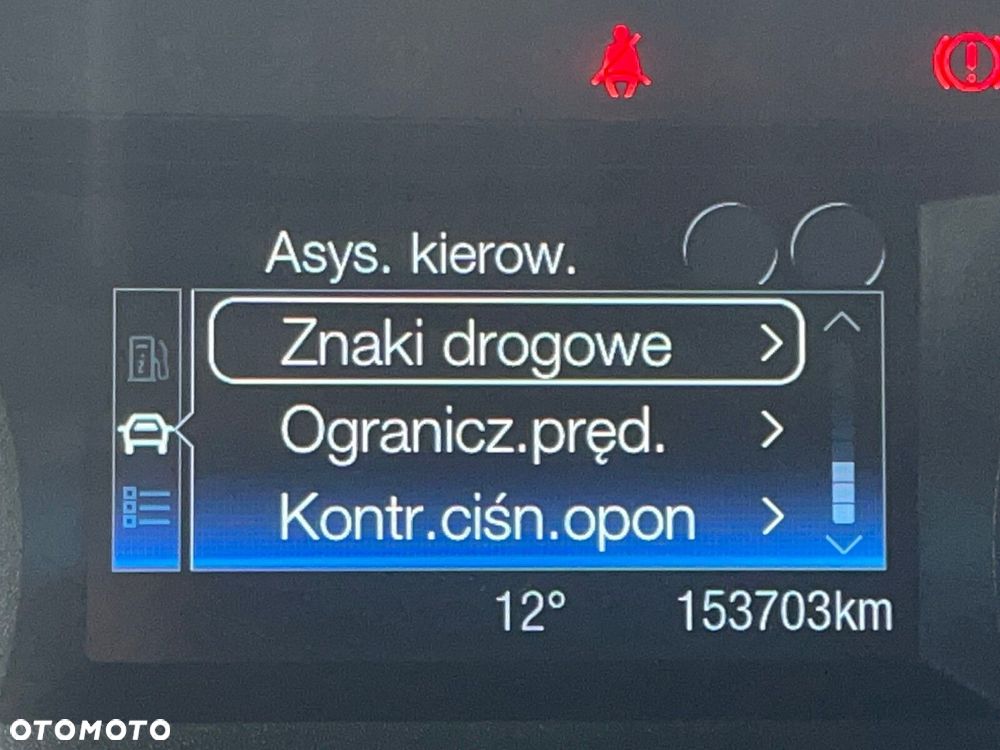 Asys. kierow.
Znaki drogowe
Ogranicz.pręd.
Kontr.ciśn.opon
12° 153703km
OTOMOTO